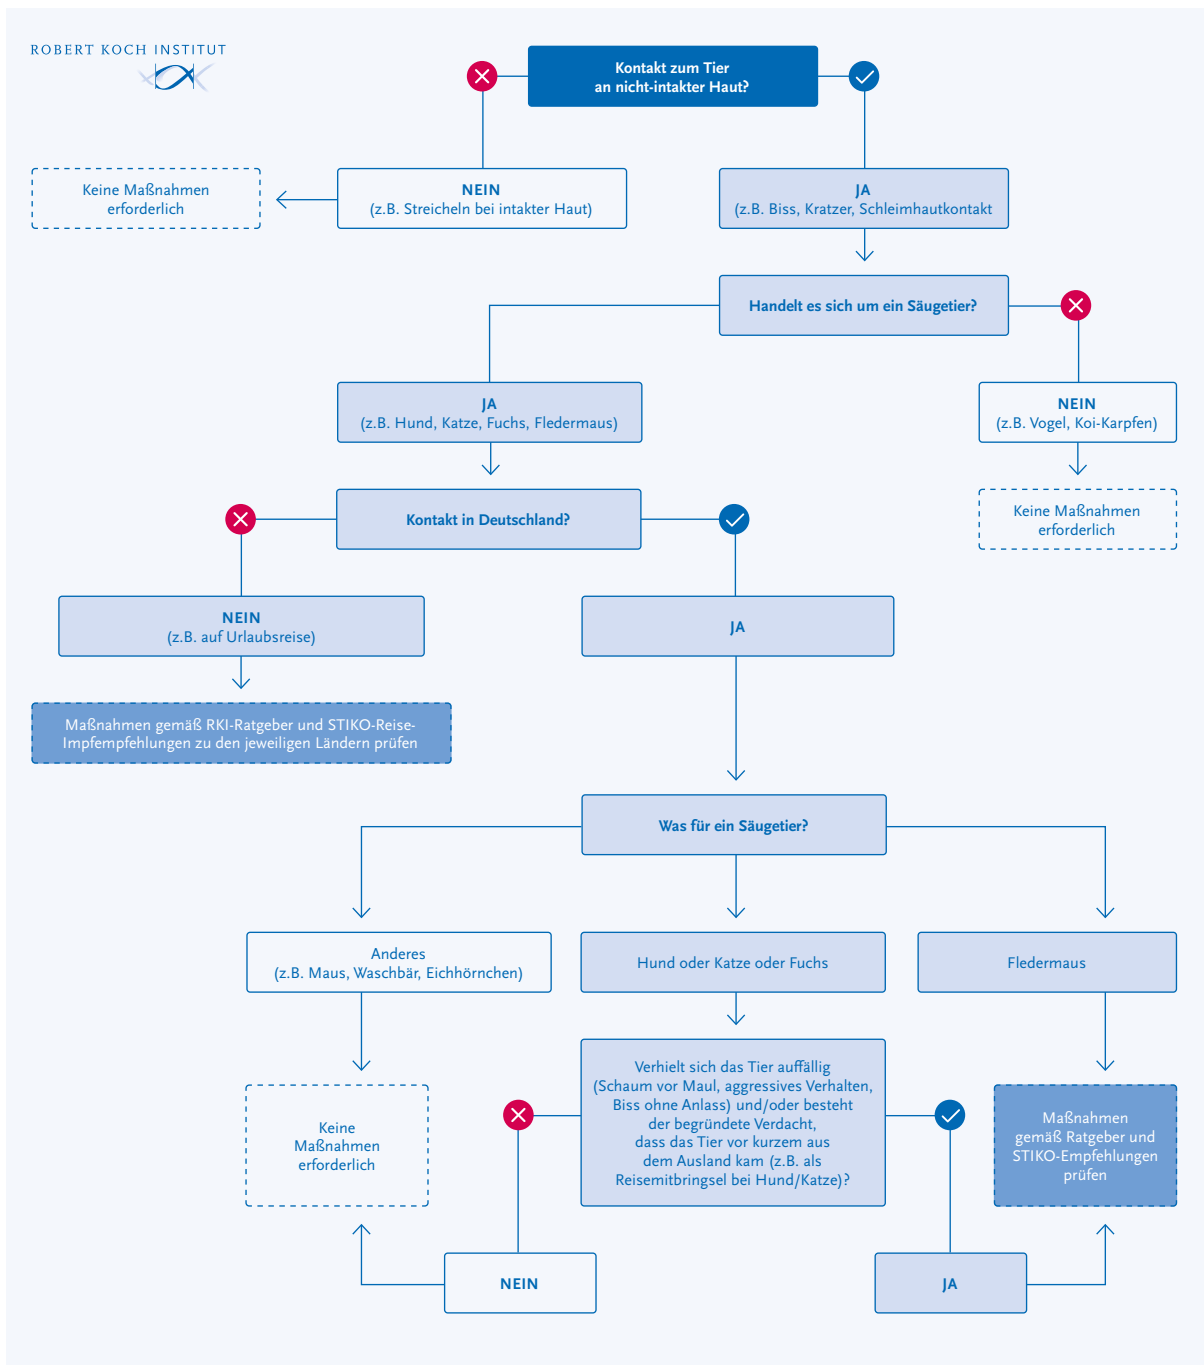 ROBERT KOCH INSTITUT
Kontakt zum Tier
an nicht-intakter Haut?
Keine Maßnahmen
erforderlich
NEIN
(z.B. Streicheln bei intakter Haut)
JA
(z.B. Biss, Kratzer, Schleimhautkontakt
Handelt es sich um ein Säugetier?
JA
(z.B. Hund, Katze, Fuchs, Fledermaus)
NEIN
(z.B. Vogel, Koi-Karpfen)
Kontakt in Deutschland?
Keine Maßnahmen
erforderlich
NEIN
(z.B. auf Urlaubsreise)
JA
Maßnahmen gemäß RKI-Ratgeber und STIKO-Reise-
Impfempfehlungen zu den jeweiligen Ländern prüfen
Was für ein Säugetier?
Anderes
(z.B. Maus, Waschbär, Eichhörnchen)
Hund oder Katze oder Fuchs
Fledermaus
Verhielt sich das Tier auffällig
(Schaum vor Maul, aggressives Verhalten,
Biss ohne Anlass) und/oder besteht
der begründete Verdacht,
dass das Tier vor kurzem aus
dem Ausland kam (z.B. als
Reisemitbringsel bei Hund/Katze)?
Keine
Maßnahmen
erforderlich
Maßnahmen
gemäß Ratgeber und
STIKO-Empfehlungen
prüfen
NEIN
JA